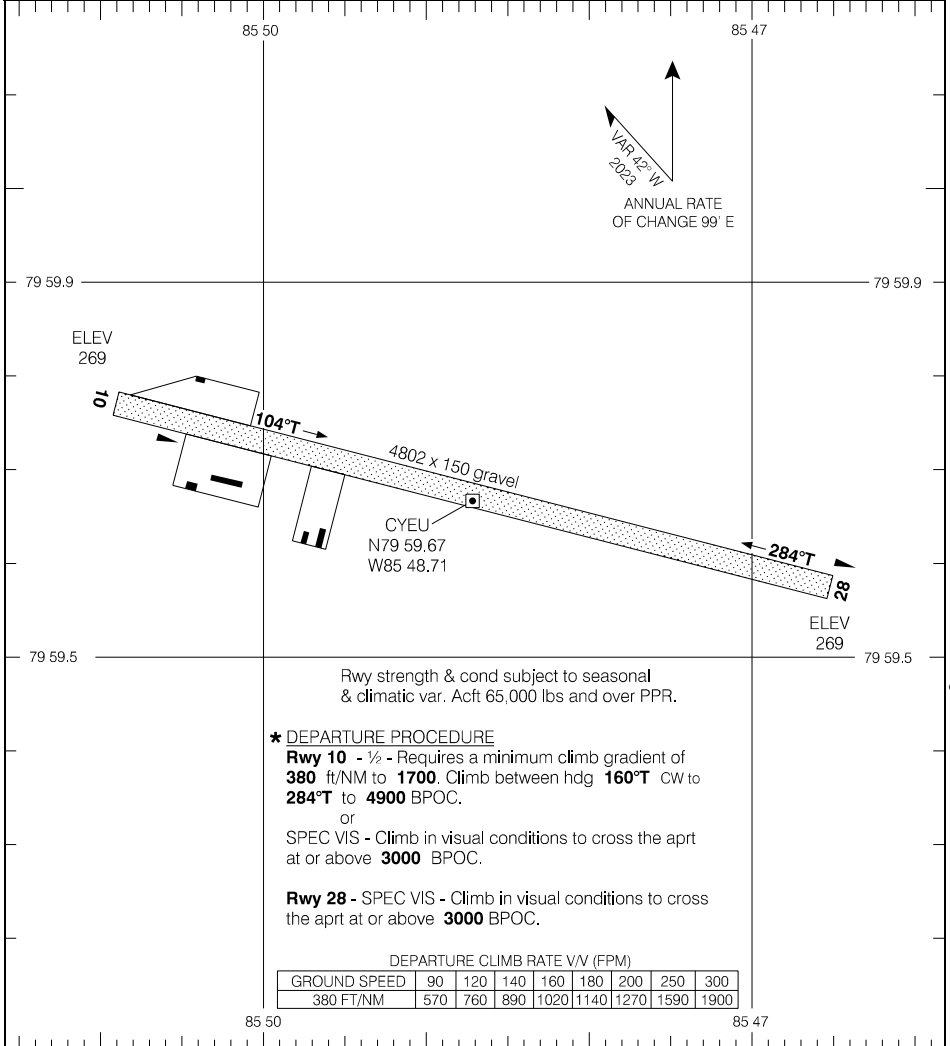 85 50
85 47
VAR 42° W
2023
ANNUAL RATE
OF CHANGE 99' E
79 59.9
79 59.9
ELEV
269
10
104°T
4802 x 150 gravel
CYEU
N79 59.67
W85 48.71
284°T
28
ELEV
269
79 59.5
79 59.5
Rwy strength & cond subject to seasonal
& climatic var. Acft 65,000 lbs and over PPR.
* DEPARTURE PROCEDURE
Rwy 10 - ½ - Requires a minimum climb gradient of
380 ft/NM to 1700. Climb between hdg 160°T CW to
284°T to 4900 BPOC.
or
SPEC VIS - Climb in visual conditions to cross the aprt
at or above 3000 BPOC.
Rwy 28 - SPEC VIS - Climb in visual conditions to cross
the aprt at or above 3000 BPOC.
DEPARTURE CLIMB RATE V/V (FPM)
GROUND SPEED 90 120 140 160 180 200 250 300
380 FT/NM 570 760 890 1020 1140 1270 1590 1900
85 50
85 47